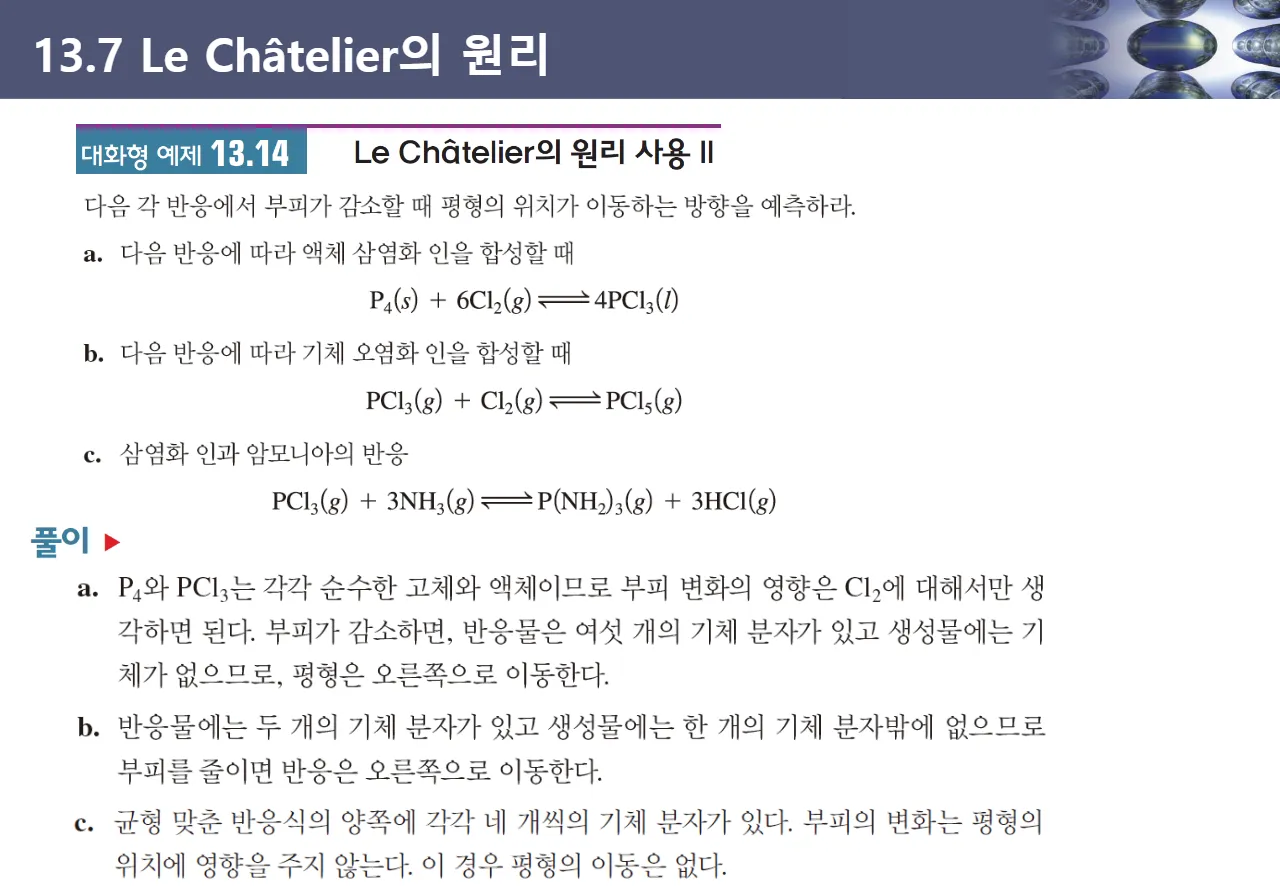 13.7 Le Châtelier의 원리
대화형 예제 13.14 Le Châtelier의 원리 사용 II
다음 각 반응에서 부피가 감소할 때 평형의 위치가 이동하는 방향을 예측하라.
a. 다음 반응에 따라 액체 삼염화 인을 합성할 때
P₄(s) + 6Cl₂(g) ⇌ 4PCl₃(l)
b. 다음 반응에 따라 기체 오염화 인을 합성할 때
PCl₃(g) + Cl₂(g) ⇌ PCl₅(g)
c. 삼염화 인과 암모니아의 반응
PCl₃(g) + 3NH₃(g) ⇌ P(NH₂)₃(g) + 3HCl(g)
풀이 ▶
a. P₄와 PCl₃는 각각 순수한 고체와 액체이므로 부피 변화의 영향은 Cl₂에 대해서만 생
각하면 된다. 부피가 감소하면, 반응물은 여섯 개의 기체 분자가 있고 생성물에는 기
체가 없으므로, 평형은 오른쪽으로 이동한다.
b. 반응물에는 두 개의 기체 분자가 있고 생성물에는 한 개의 기체 분자밖에 없으므로
부피를 줄이면 반응은 오른쪽으로 이동한다.
c. 균형 맞춘 반응식의 양쪽에 각각 네 개씩의 기체 분자가 있다. 부피의 변화는 평형의
위치에 영향을 주지 않는다. 이 경우 평형의 이동은 없다.